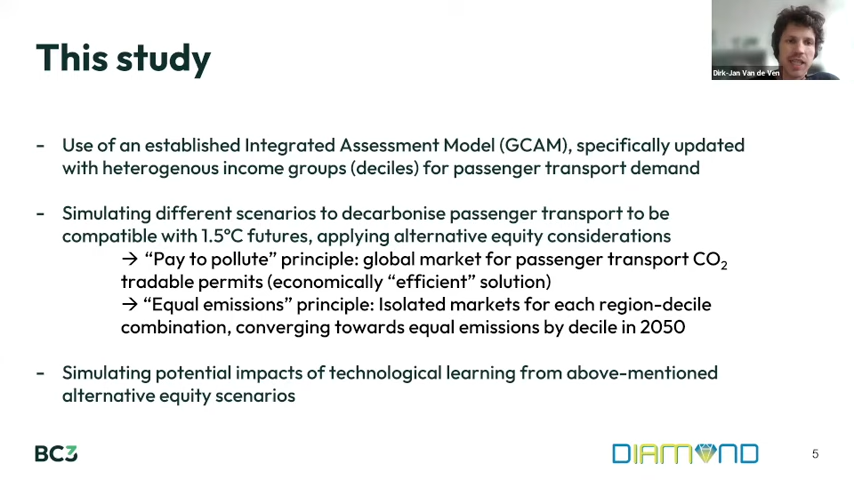 This study
Dirk-Jan Van de Ven
- Use of an established Integrated Assessment Model (GCAM), specifically updated
with heterogenous income groups (deciles) for passenger transport demand
- Simulating different scenarios to decarbonise passenger transport to be
compatible with 1.5°C futures, applying alternative equity considerations
→ “Pay to pollute” principle: global market for passenger transport CO₂
tradable permits (economically “efficient” solution)
→ “Equal emissions” principle: Isolated markets for each region-decile
combination, converging towards equal emissions by decile in 2050
- Simulating potential impacts of technological learning from above-mentioned
alternative equity scenarios
BC3
DIAMOND
5